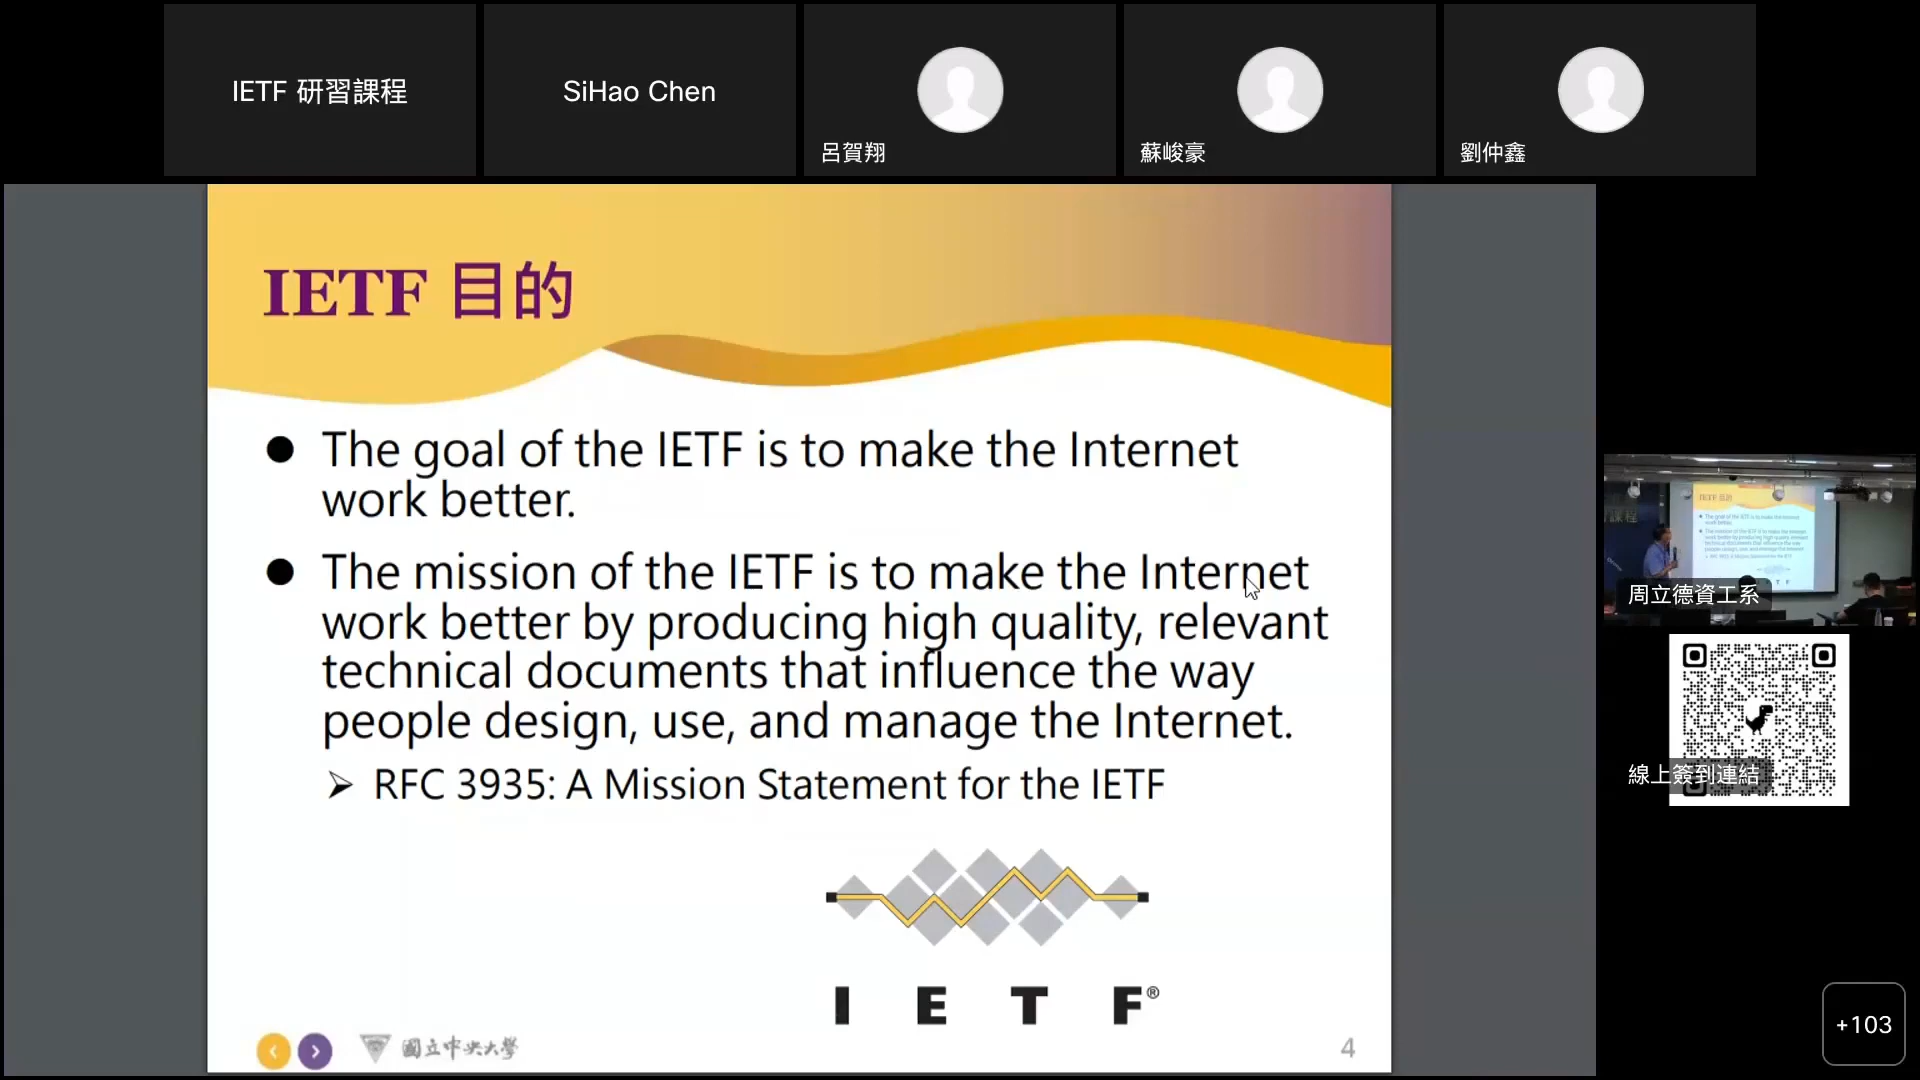 IETF 研習課程
SiHao Chen
呂賀翔
蘇峻豪
劉仲鑫
IETF 目的
● The goal of the IETF is to make the Internet
work better.
● The mission of the IETF is to make the Internet
work better by producing high quality, relevant
technical documents that influence the way
people design, use, and manage the Internet.
➢ RFC 3935: A Mission Statement for the IETF
I E T F®
國立中央大學
4
周立德資工系
線上簽到連結
+103